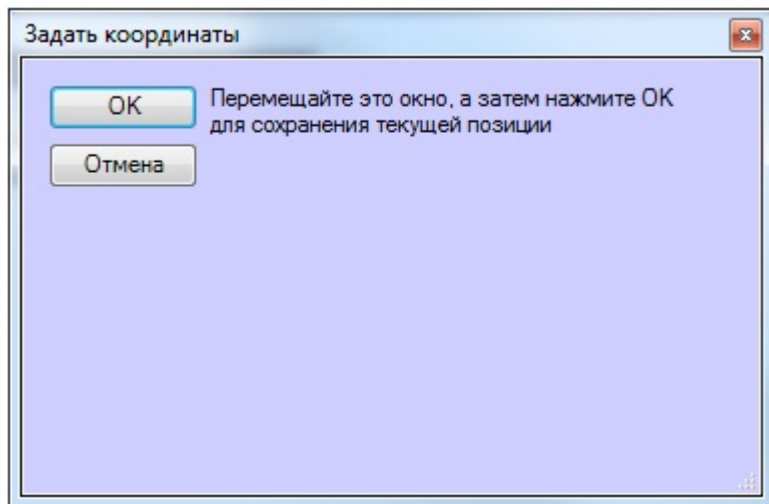 Задать координаты
OK
Перемещайте это окно, а затем нажмите OK
для сохранения текущей позиции
Отмена